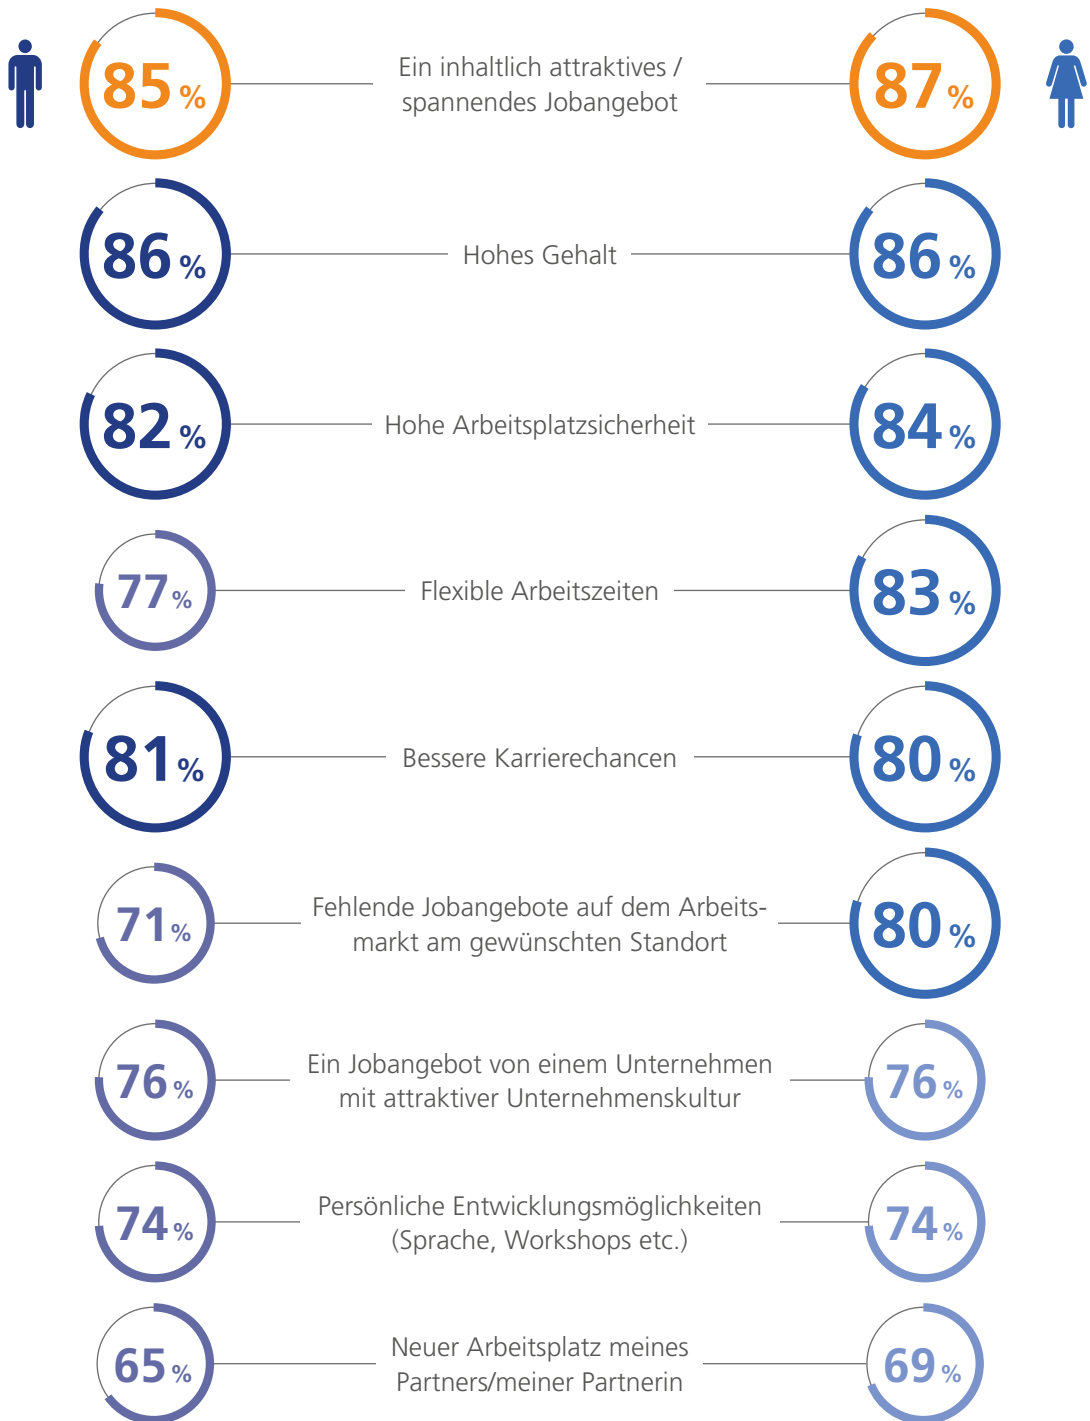 85 %
Ein inhaltlich attraktives /
spannendes Jobangebot
87 %
86 %
Hohes Gehalt
86 %
82 %
Hohe Arbeitsplatzsicherheit
84 %
77 %
Flexible Arbeitszeiten
83 %
81 %
Bessere Karrierechancen
80 %
71 %
Fehlende Jobangebote auf dem Arbeits-
markt am gewünschten Standort
80 %
76 %
Ein Jobangebot von einem Unternehmen
mit attraktiver Unternehmenskultur
76 %
74 %
Persönliche Entwicklungsmöglichkeiten
(Sprache, Workshops etc.)
74 %
65 %
Neuer Arbeitsplatz meines
Partners/meiner Partnerin
69 %